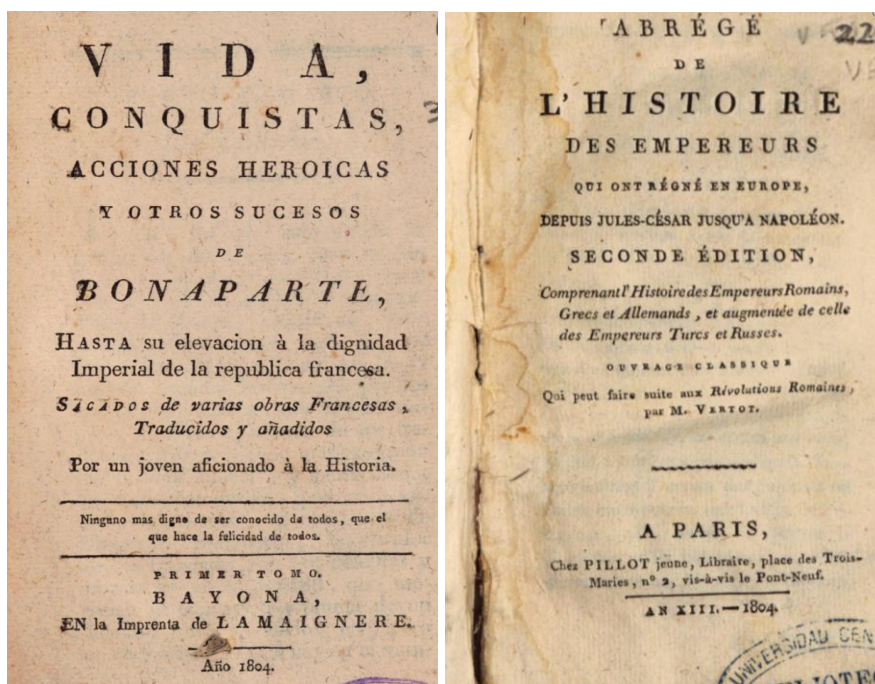 VIDA,
CONQUISTAS,
ACCIONES HEROICAS
Y OTROS SUCESOS
DE
BONAPARTE,
HASTA su elevacion à la dignidad
Imperial de la republica francesa.
SACADOS de varias obras Francesas,
Traducidos y añadidos
Por un joven aficionado à la Historia.
Ninguno mas digno de ser conocido de todos, que el
que hace la felicidad de todos.
PRIMER TOMO.
BAYONA,
EN la Imprenta de LAMAIGNERE.
Año 1804.
ABRÉGÉ
DE
L'HISTOIRE
DES EMPEREURS
QUI ONT RÉGNÉ EN EUROPE,
DEPUIS JULES-CÉSAR JUSQU'A NAPOLÉON.
SECONDE ÉDITION,
Comprenant l'Histoire des Empereurs Romains,
Grecs et Allemands, et augmentée de celle
des Empereurs Turcs et Russes.
OUVRAGE CLASSIQUE
Qui peut faire suite aux Révolutions Romaines,
par M. VERTOT.
A PARIS,
Chez PILLOT jeune, Libraire, place des Trois-
Maries, nº 2, vis-à-vis le Pont-Neuf.
AN XIII. — 1804.